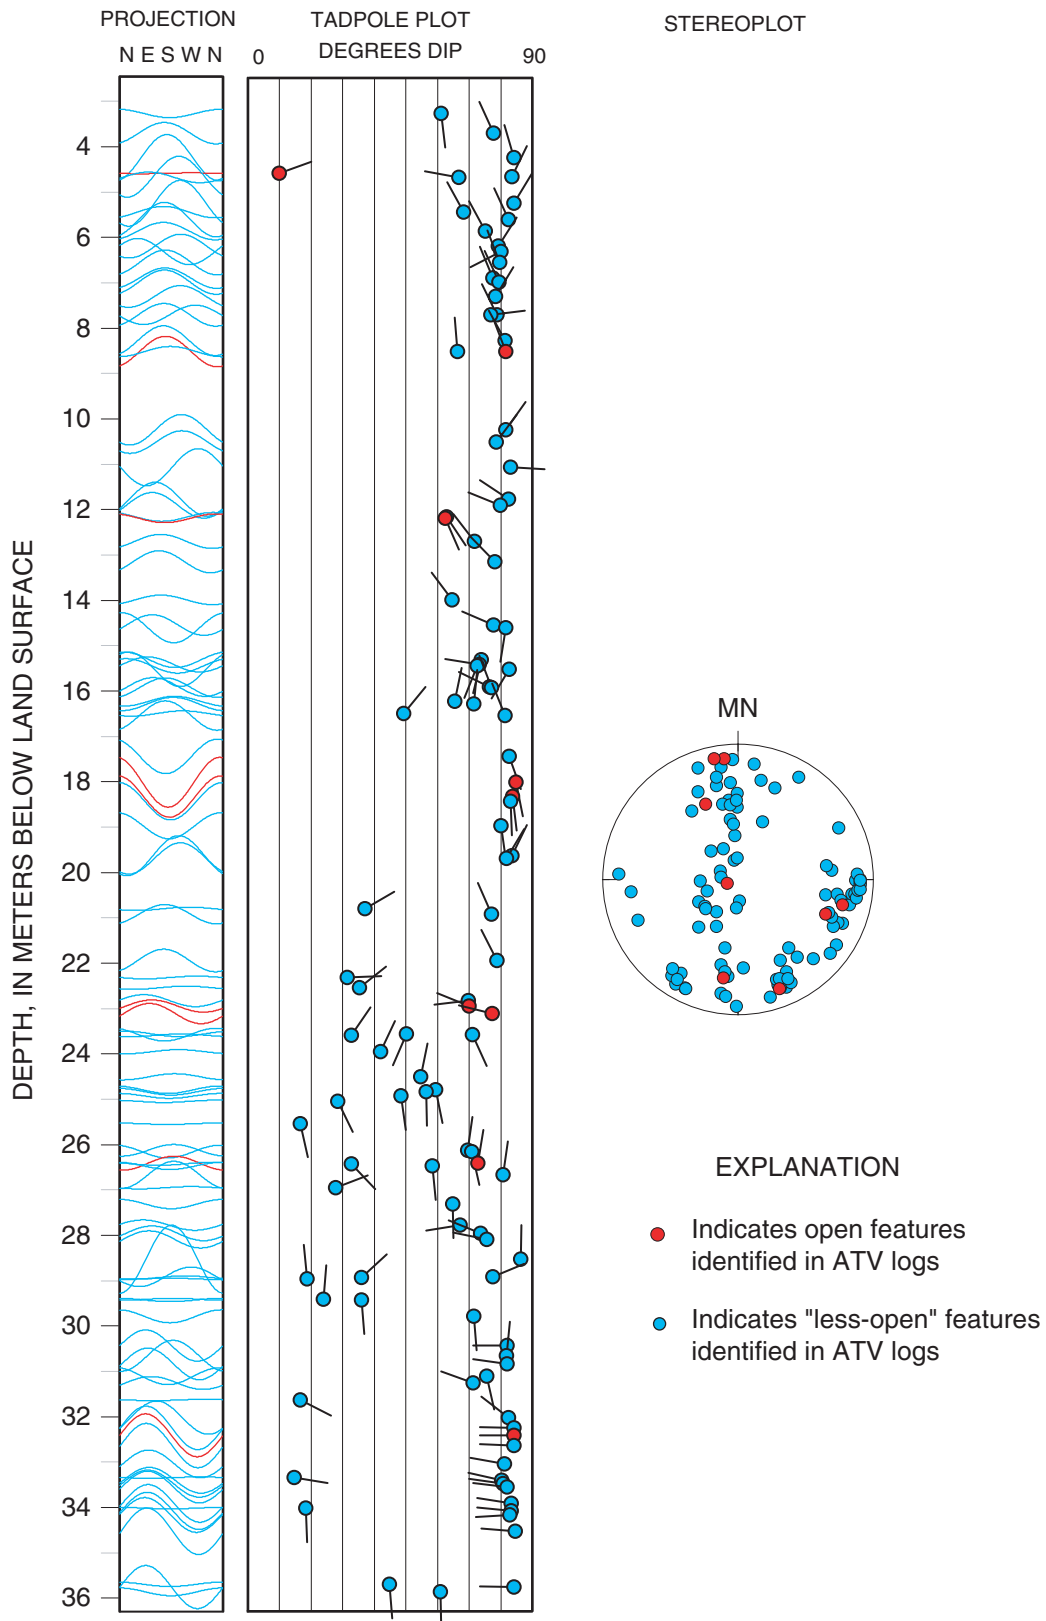 PROJECTION
TADPOLE PLOT
STEREOPLOT
N E S W N
0
DEGREES DIP
90
DEPTH, IN METERS BELOW LAND SURFACE
4
6
8
10
12
14
16
18
20
22
24
26
28
30
32
34
36
MN
EXPLANATION
Indicates open features
identified in ATV logs
Indicates "less-open" features
identified in ATV logs